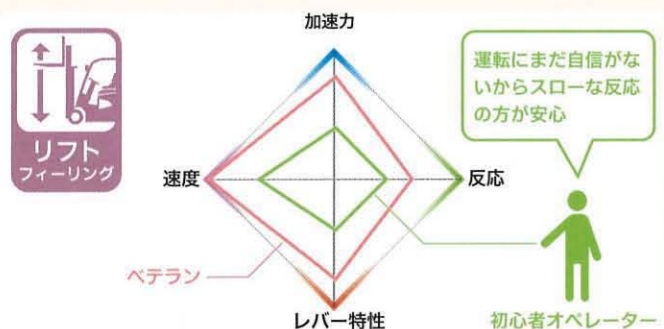 加速力
運転にまだ自信がな
いからスローな反応
の方が安心
リフト
フィーリング
速度
反応
ベテラン
レバー特性
初心者オペレーター